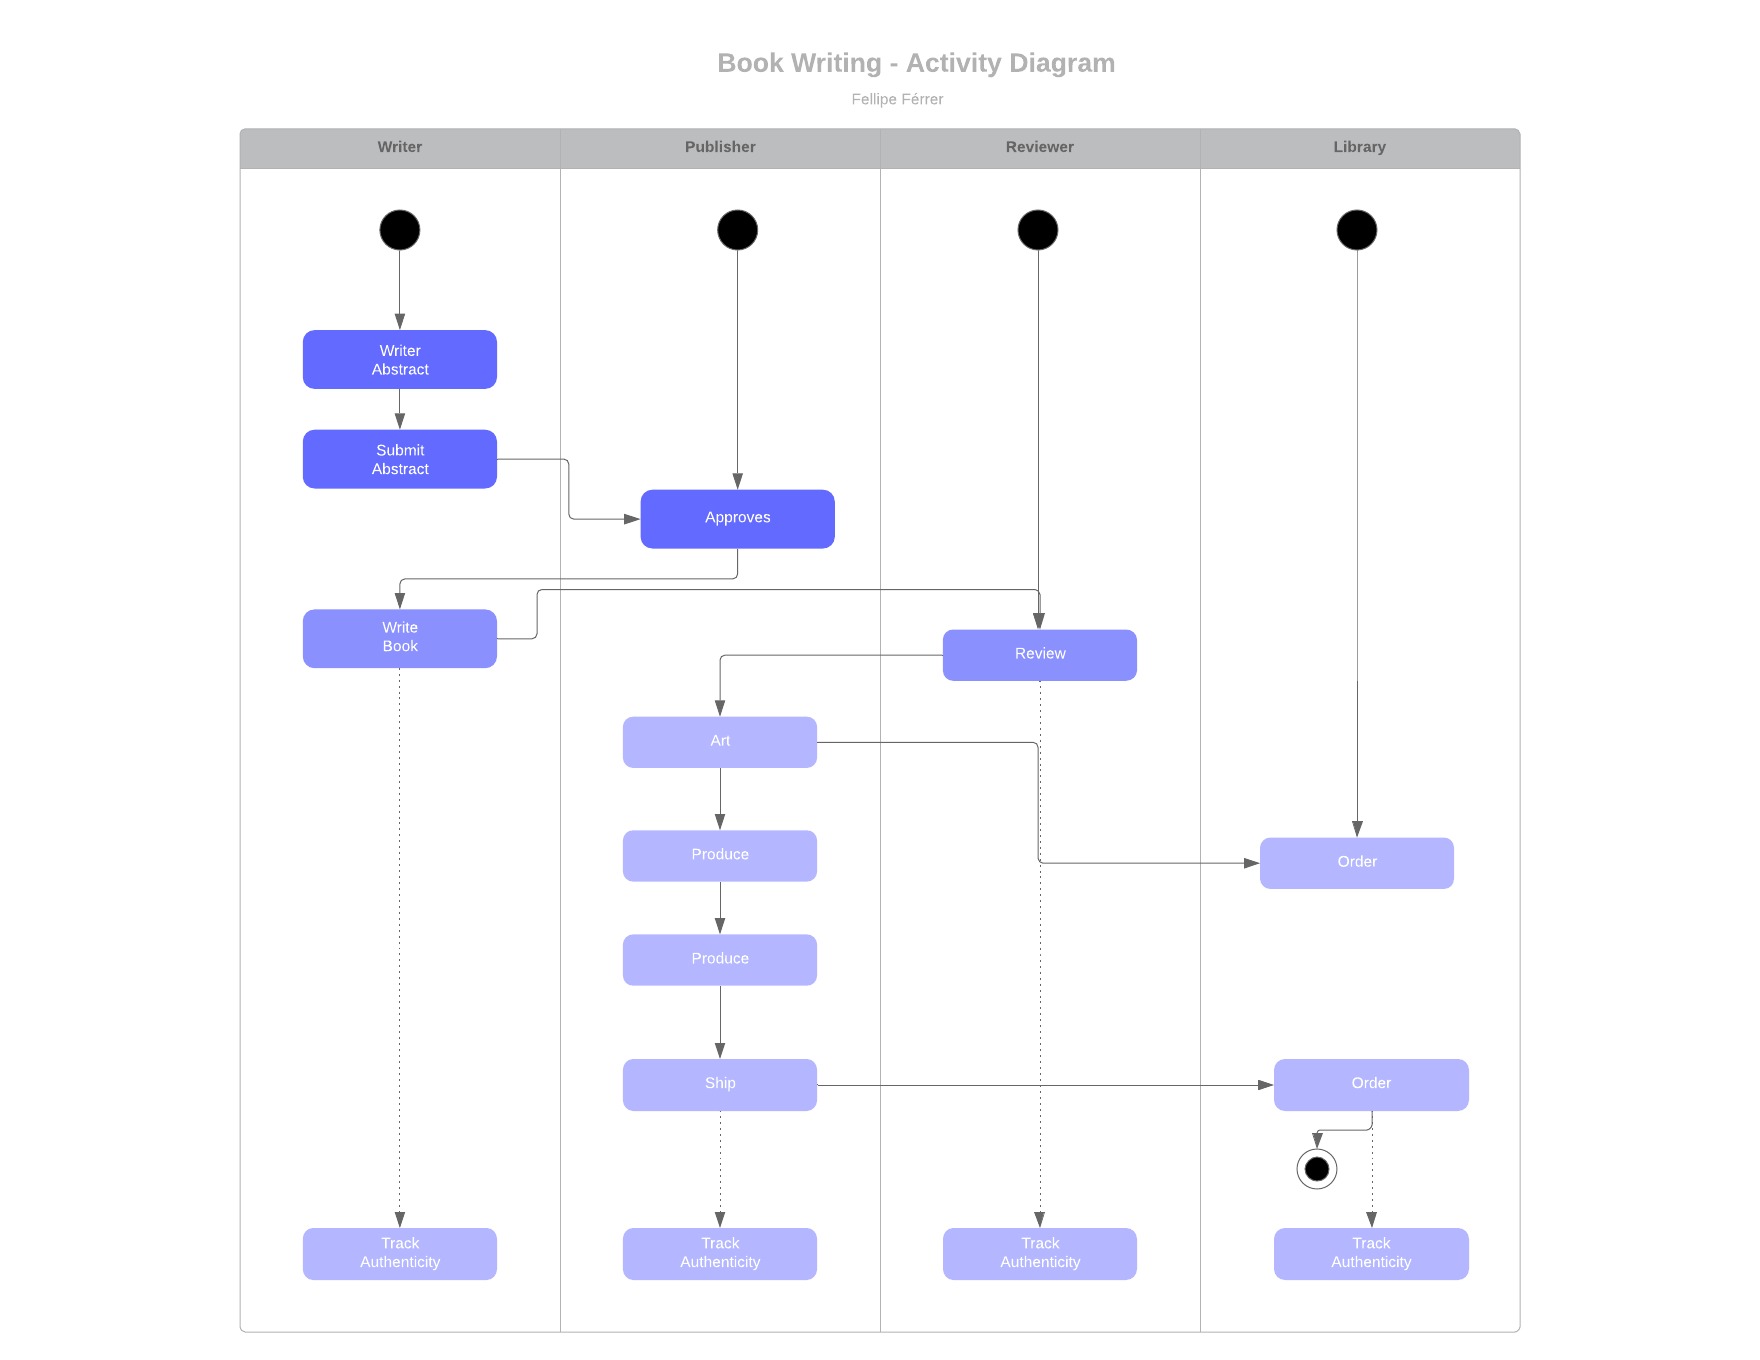 Book Writing - Activity Diagram
Fellipe Férrer
Writer
Publisher
Reviewer
Library
Writer
Abstract
Submit
Abstract
Approves
Write
Book
Review
Art
Produce
Order
Produce
Ship
Order
Track
Authenticity
Track
Authenticity
Track
Authenticity
Track
Authenticity